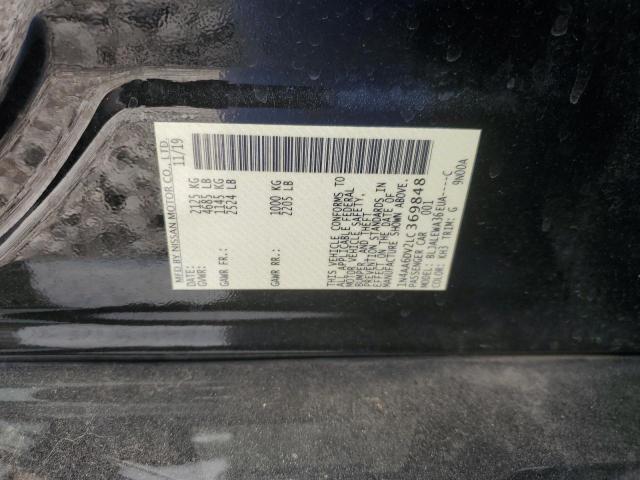 MFD BY NISSAN MOTOR CO., LTD.
11/19
GVWR: 2125 KG
4685 LB
GAWR FR.: 1145 KG
2524 LB
GAWR RR.: 1000 KG
2205 LB
THIS VEHICLE CONFORMS TO
ALL APPLICABLE FEDERAL
MOTOR VEHICLE SAFETY,
BUMPER, AND THEFT
PREVENTION STANDARDS IN
EFFECT ON THE DATE OF
MANUFACTURE SHOWN ABOVE.
1N4AA6DV2LC369848
PASSENGER CAR 001
MODEL: BLJALEWA36EUA----C
COLOR: KH3 TRIM: G 9N00A